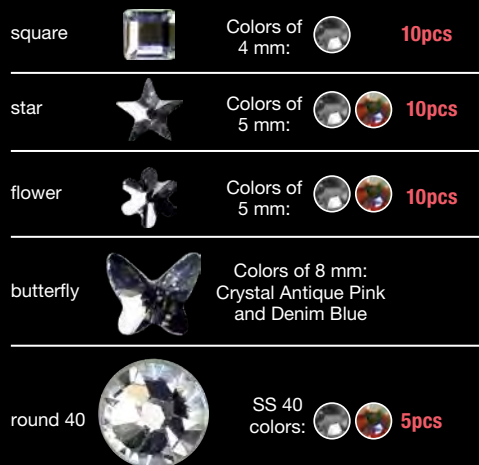 square
Colors of
4 mm:
10pcs
star
Colors of
5 mm:
10pcs
flower
Colors of
5 mm:
10pcs
butterfly
Colors of 8 mm:
Crystal Antique Pink
and Denim Blue
round 40
SS 40
colors:
5pcs